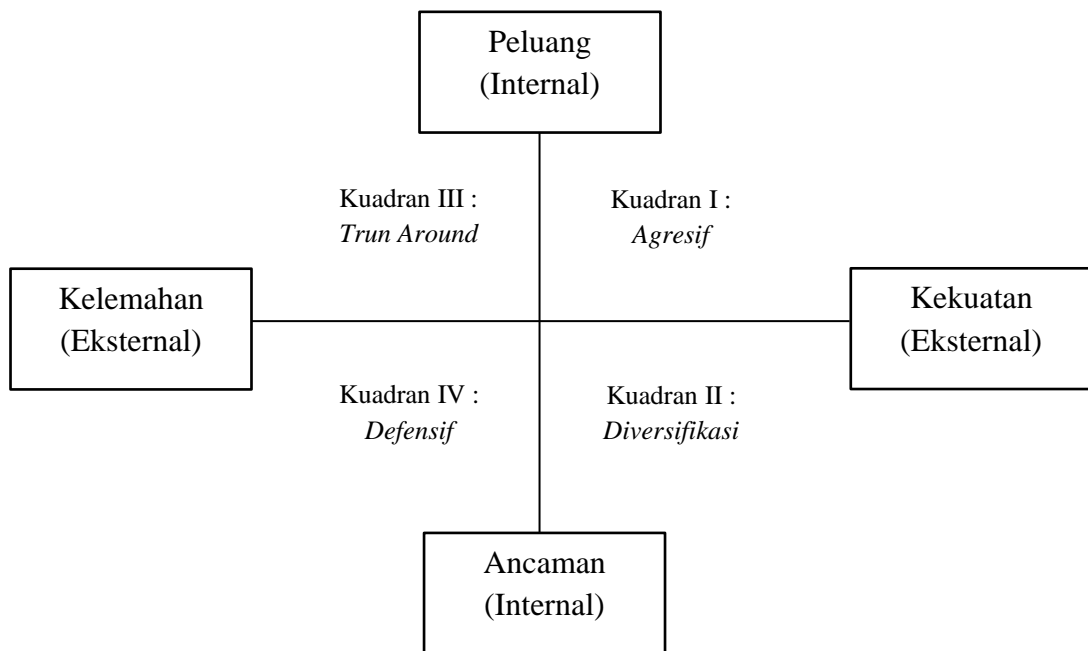 Peluang
(Internal)
Kuadran III :
Trun Around
Kuadran I :
Agresif
Kelemahan
(Eksternal)
Kekuatan
(Eksternal)
Kuadran IV :
Defensif
Kuadran II :
Diversifikasi
Ancaman
(Internal)